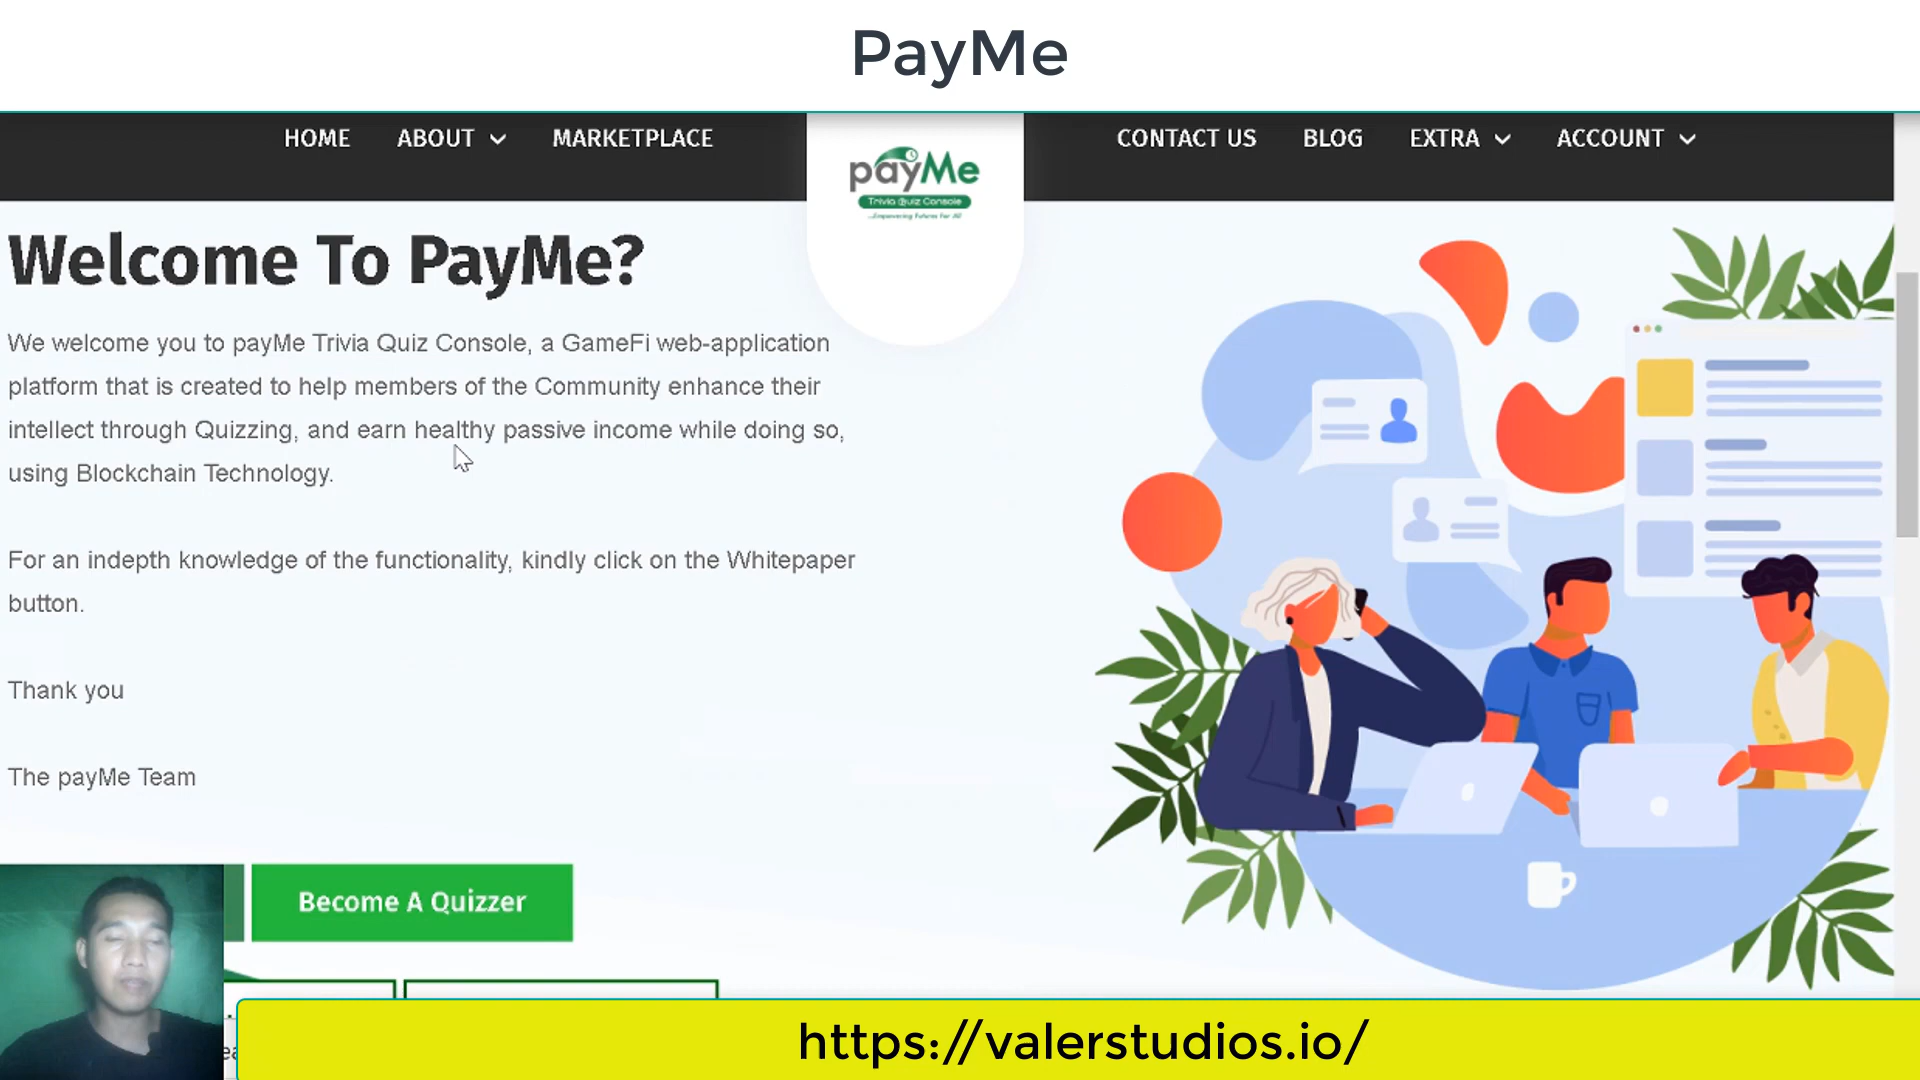 PayMe
HOME ABOUT MARKETPLACE
CONTACT US BLOG EXTRA ACCOUNT
payMe
Trivia Quiz Console
...Empowering Futures For All
Welcome To PayMe?
We welcome you to payMe Trivia Quiz Console, a GameFi web-application
platform that is created to help members of the Community enhance their
intellect through Quizzing, and earn healthy passive income while doing so,
using Blockchain Technology.
For an indepth knowledge of the functionality, kindly click on the Whitepaper
button.
Thank you
The payMe Team
Become A Quizzer
https://valerstudios.io/